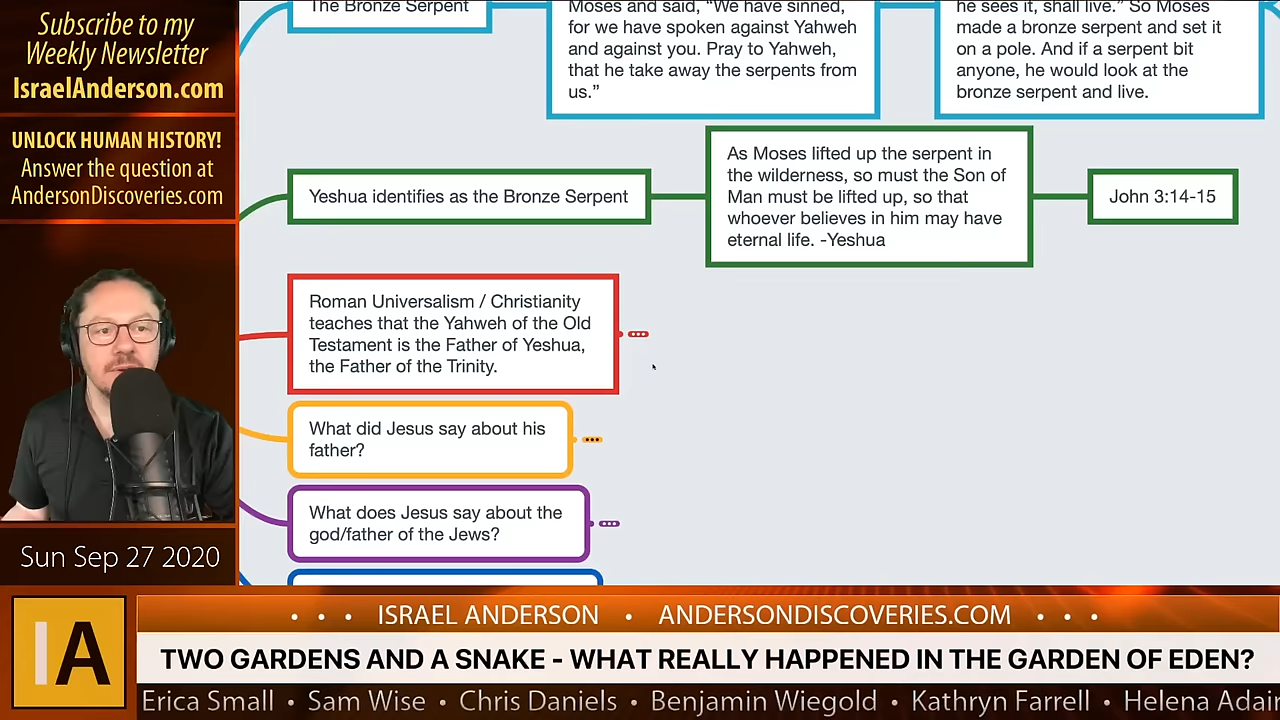 Subscribe to my
Weekly Newsletter
IsraelAnderson.com
UNLOCK HUMAN HISTORY!
Answer the question at
AndersonDiscoveries.com
The Bronze Serpent
Moses and said, “We have sinned,
for we have spoken against Yahweh
and against you. Pray to Yahweh,
that he take away the serpents from
us.”
he sees it, shall live.” So Moses
made a bronze serpent and set it
on a pole. And if a serpent bit
anyone, he would look at the
bronze serpent and live.
Yeshua identifies as the Bronze Serpent
As Moses lifted up the serpent in
the wilderness, so must the Son of
Man must be lifted up, so that
whoever believes in him may have
eternal life. -Yeshua
John 3:14-15
Roman Universalism / Christianity
teaches that the Yahweh of the Old
Testament is the Father of Yeshua,
the Father of the Trinity.
What did Jesus say about his
father?
What does Jesus say about the
god/father of the Jews?
Sun Sep 27 2020
IA
• • • ISRAEL ANDERSON • ANDERSONDISCOVERIES.COM • • •
TWO GARDENS AND A SNAKE - WHAT REALLY HAPPENED IN THE GARDEN OF EDEN?
Erica Small • Sam Wise • Chris Daniels • Benjamin Wiegold • Kathryn Farrell • Helena Adair